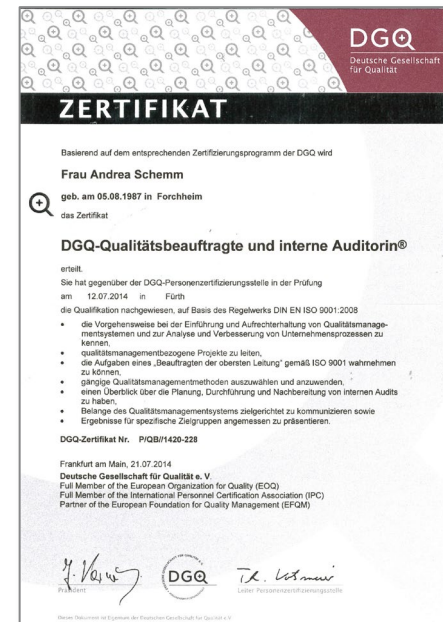 DGQ
Deutsche Gesellschaft
für Qualität
ZERTIFIKAT
Basierend auf dem entsprechenden Zertifizierungsprogramm der DGQ wird
Frau Andrea Schemm
geb. am 05.08.1987 in Forchheim
das Zertifikat
DGQ-Qualitätsbeauftragte und interne Auditorin®
erteilt.
Sie hat gegenüber der DGQ-Personenzertifizierungsstelle in der Prüfung
am 12.07.2014 in Fürth
die Qualifikation nachgewiesen, auf Basis des Regelwerks DIN EN ISO 9001:2008
• die Vorgehensweise bei der Einführung und Aufrechterhaltung von Qualitätsmanage-
mentsystemen und zur Analyse und Verbesserung von Unternehmensprozessen zu
kennen,
• qualitätsmanagementbezogene Projekte zu leiten,
• die Aufgaben eines „Beauftragten der obersten Leitung“ gemäß ISO 9001 wahrnehmen
zu können,
• gängige Qualitätsmanagementmethoden auszuwählen und anzuwenden,
• einen Überblick über die Planung, Durchführung und Nachbereitung von internen Audits
zu haben,
• Belange des Qualitätsmanagementsystems zielgerichtet zu kommunizieren sowie
• Ergebnisse für spezifische Zielgruppen angemessen zu präsentieren.
DGQ-Zertifikat Nr. P/QB//1420-228
Frankfurt am Main, 21.07.2014
Deutsche Gesellschaft für Qualität e. V.
Full Member of the European Organization for Quality (EOQ)
Full Member of the International Personnel Certification Association (IPC)
Partner of the European Foundation for Quality Management (EFQM)
DGQ
Präsident
Leiter Personenzertifizierungsstelle
Dieses Dokument ist Eigentum der Deutschen Gesellschaft für Qualität e.V.